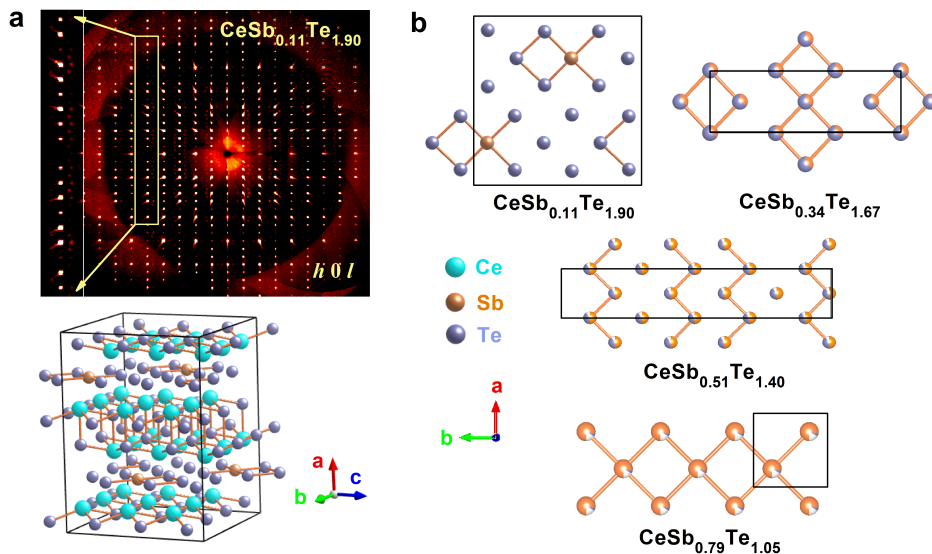 a
CeSb0.11Te1.90
h 0 l
a
b
c
b
CeSb0.11Te1.90
CeSb0.34Te1.67
Ce
Sb
Te
CeSb0.51Te1.40
a
b
CeSb0.79Te1.05